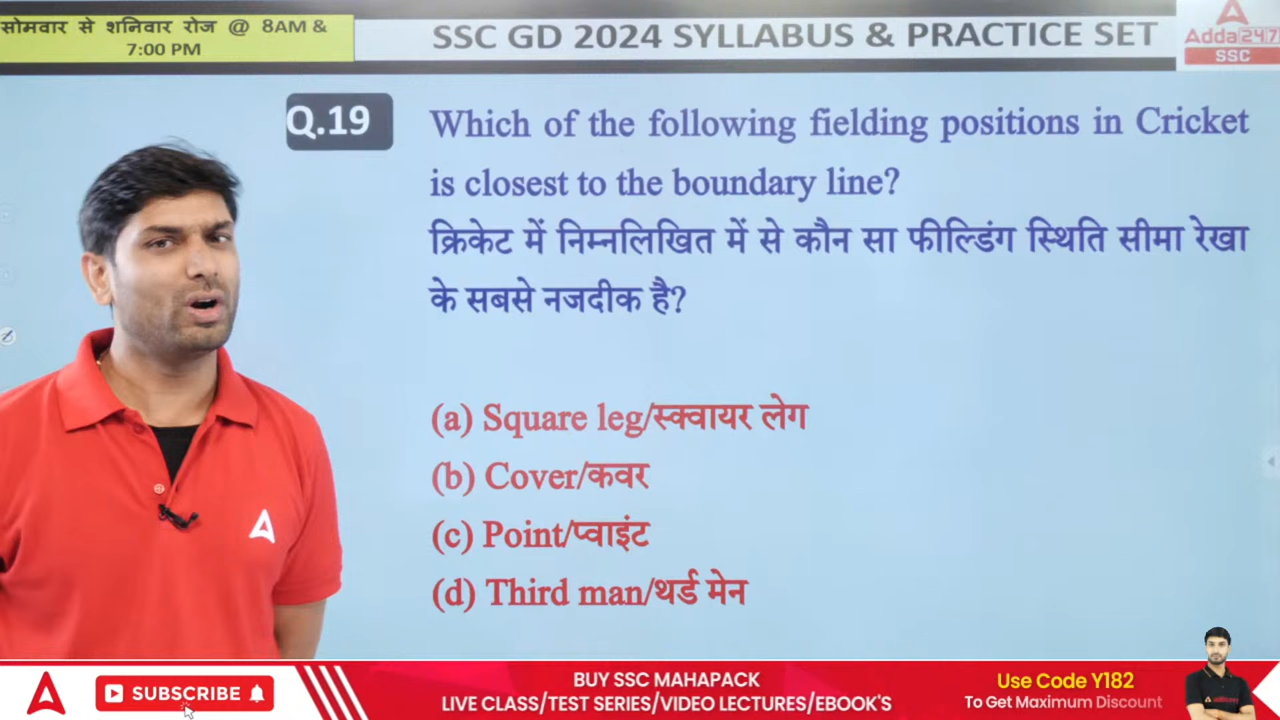 सोमवार से शनिवार रोज @ 8AM &
7:00 PM
SSC GD 2024 SYLLABUS & PRACTICE SET
Adda 247
SSC
Q.19
Which of the following fielding positions in Cricket
is closest to the boundary line?
क्रिकेट में निम्नलिखित में से कौन सा फील्डिंग स्थिति सीमा रेखा
के सबसे नजदीक है?
(a) Square leg/स्क्वायर लेग
(b) Cover/कवर
(c) Point/प्वाइंट
(d) Third man/थर्ड मेन
SUBSCRIBE
BUY SSC MAHAPACK
LIVE CLASS/TEST SERIES/VIDEO LECTURES/EBOOK'S
Use Code Y182
To Get Maximum Discount